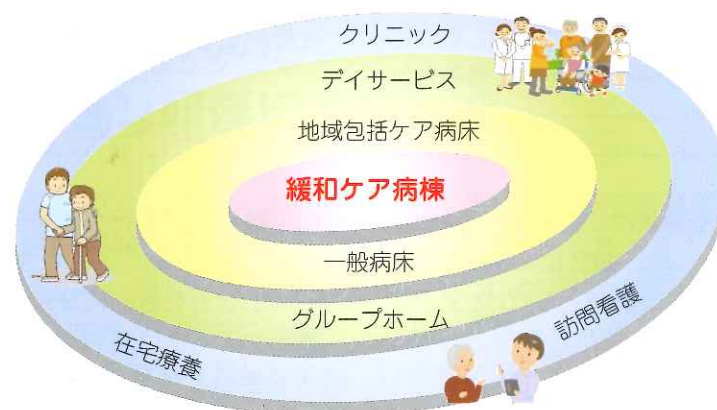 クリニック
デイサービス
地域包括ケア病床
緩和ケア病棟
一般病床
グループホーム
在宅療養
訪問看護